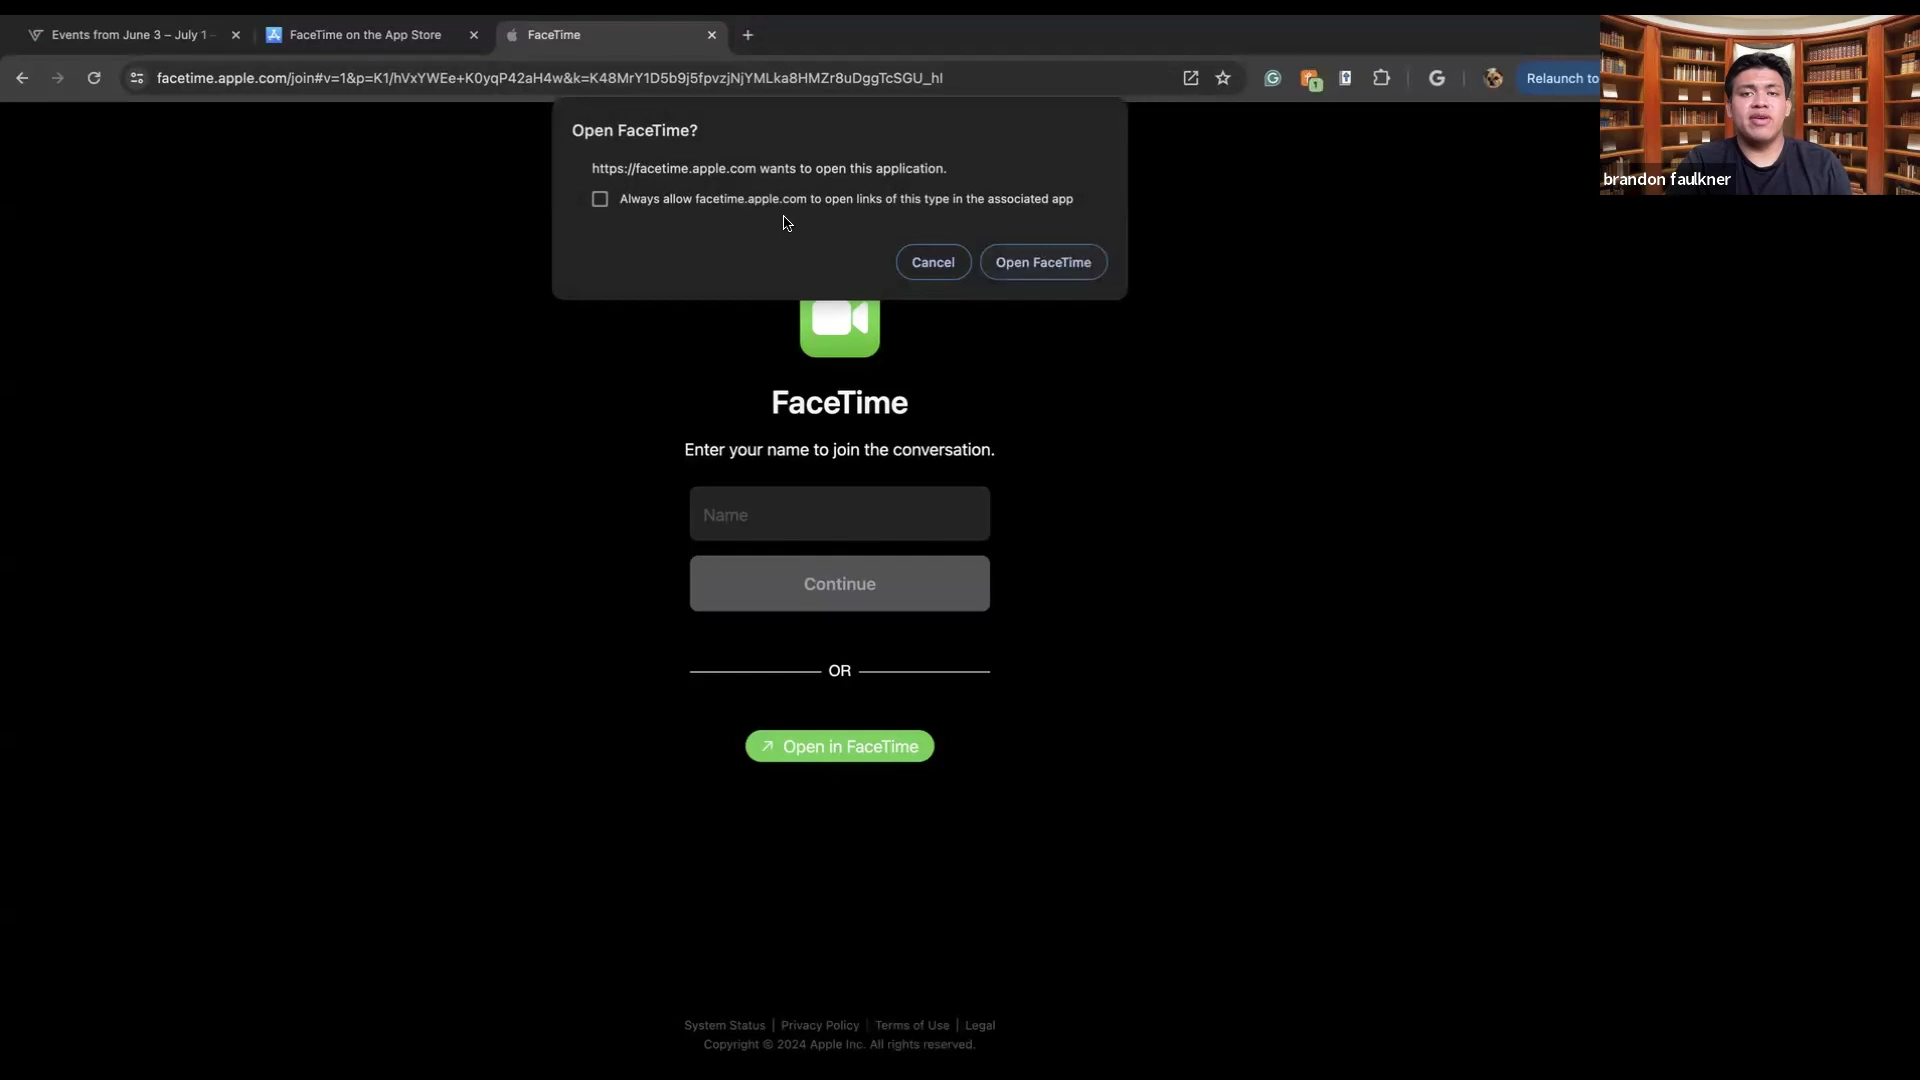 Events from June 3 – July 1 -
FaceTime on the App Store
FaceTime
facetime.apple.com/join#v=1&p=K1/hVxYWEe+K0yqP42aH4w&k=K48MrY1D5b9j5fpvzjNjYMLka8HMZr8uDggTcSGU_hI
1
G
Relaunch to
brandon faulkner
Open FaceTime?
https://facetime.apple.com wants to open this application.
Always allow facetime.apple.com to open links of this type in the associated app
Cancel
Open FaceTime
FaceTime
Enter your name to join the conversation.
Name
Continue
OR
Open in FaceTime
System Status | Privacy Policy | Terms of Use | Legal
Copyright © 2024 Apple Inc. All rights reserved.